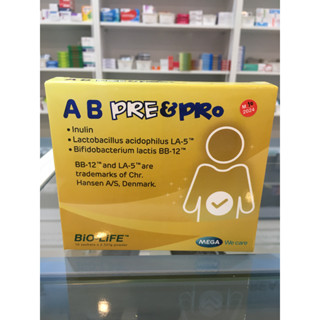 A B PRE&PRO
• Inulin
• Lactobacillus acidophilus LA-5™
• Bifidobacterium lactis BB-12™
BB-12™ and LA-5™ are
trademarks of Chr.
Hansen A/S, Denmark.
2024
BiO-LiFE™
MEGA We care